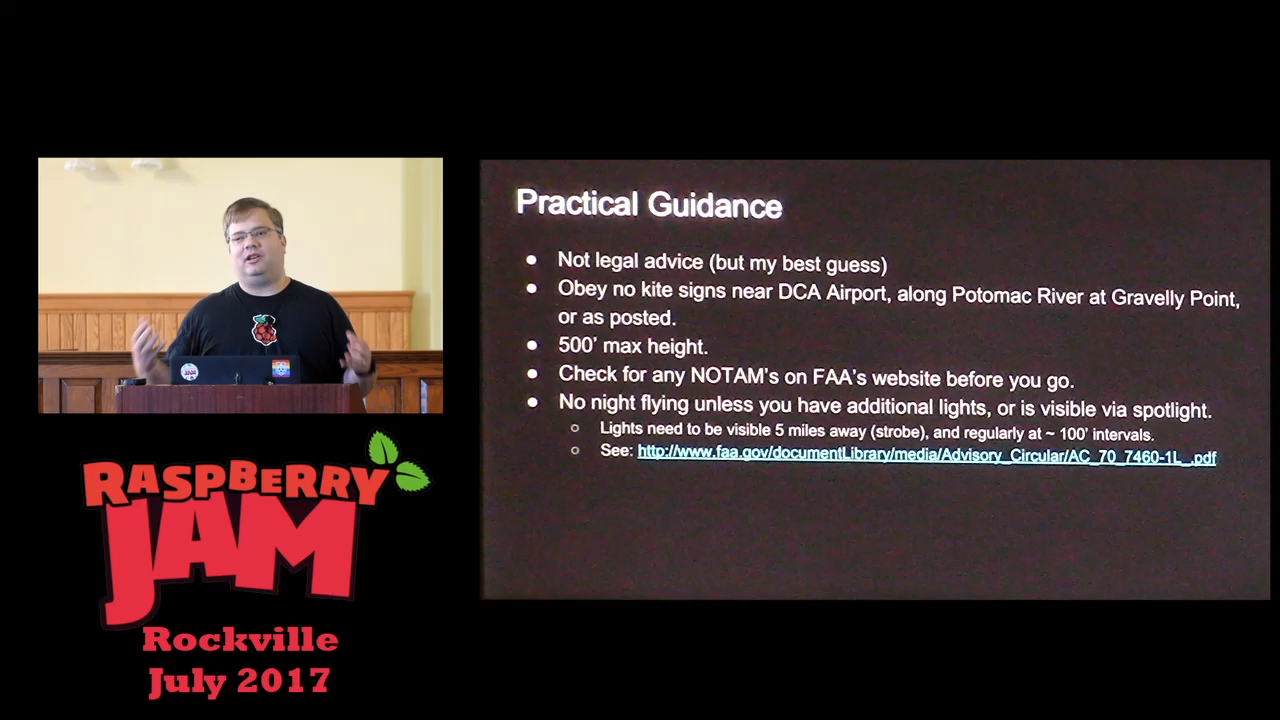 Practical Guidance
● Not legal advice (but my best guess)
● Obey no kite signs near DCA Airport, along Potomac River at Gravelly Point,
or as posted.
● 500' max height.
● Check for any NOTAM's on FAA's website before you go.
● No night flying unless you have additional lights, or is visible via spotlight.
○ Lights need to be visible 5 miles away (strobe), and regularly at ~ 100' intervals.
○ See: http://www.faa.gov/documentLibrary/media/Advisory_Circular/AC_70_7460-1L_.pdf
RASPBERRY
JAM
Rockville
July 2017